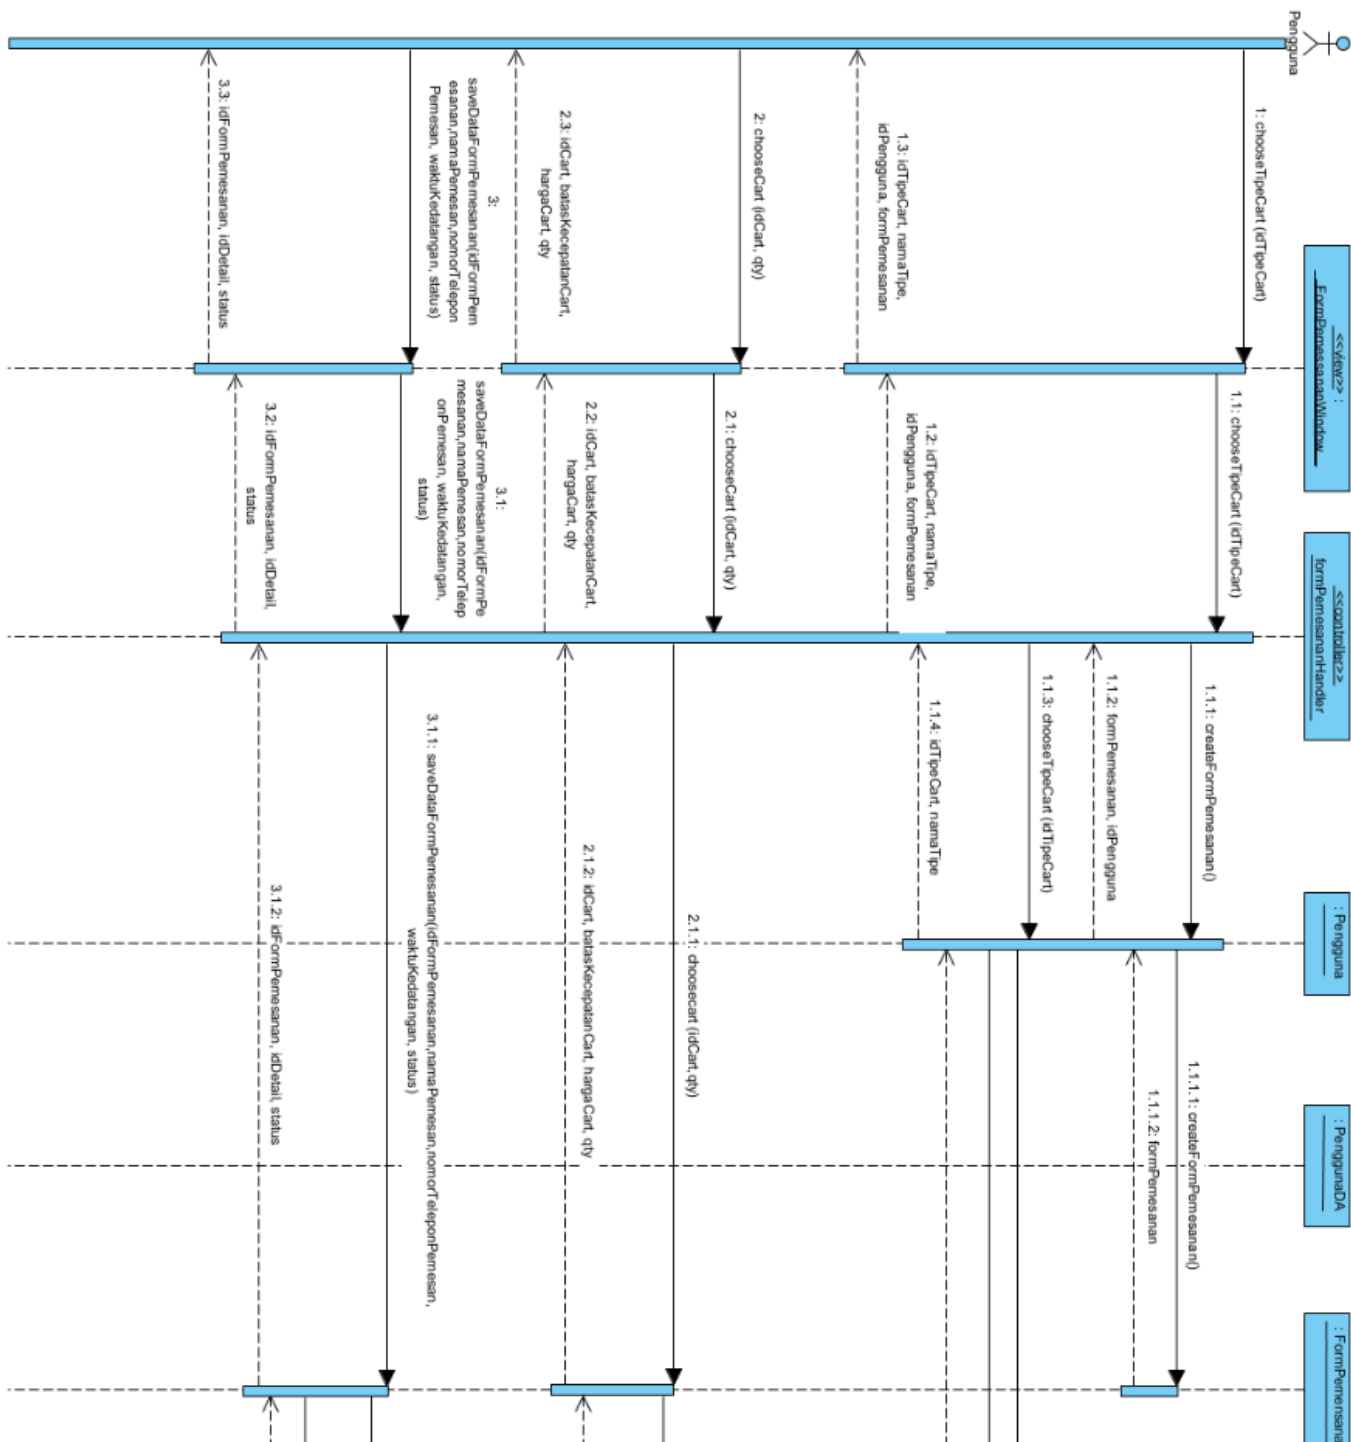 Pengguna
<<view>> :
FormPemessananWindow
<<controller>>
formPemesananHandler
: Pengguna
: PenggunaDA
: FormPemensana
1: chooseTipeCart (idTipeCart)
1.1: chooseTipeCart (idTipeCart)
1.1.1: createFormPemesanan()
1.1.1.1: createFormPemesanan()
1.1.1.2: formPemesanan
1.1.2: formPemesanan, idPengguna
1.1.3: chooseTipeCart (idTipeCart)
1.1.4: idTipeCart, namaTipe
1.2: idTipeCart, namaTipe,
idPengguna, formPemesanan
1.3: idTipeCart, namaTipe,
idPengguna, formPemesanan
2: chooseCart (idCart, qty)
2.1: chooseCart (idCart, qty)
2.1.1: choosecart (idCart,qty)
2.1.2: idCart, batasKecepatanCart, hargaCart, qty
2.2: idCart, batasKecepatanCart,
hargaCart, qty
2.3: idCart, batasKecepatanCart,
hargaCart, qty
3:
saveDataFormPemesanan(idFormPem
esanan,namaPemesan,nomorTelepon
Pemesan, waktuKedatangan, status)
3.1:
saveDataFormPemesanan(idFormPe
mesanan,namaPemesan,nomorTelep
onPemesan, waktuKedatangan,
status)
3.1.1: saveDataFormPemesanan(idFormPemesanan,namaPemesan,nomorTeleponPemesan,
waktuKedatangan, status)
3.1.2: idFormPemesanan, idDetail, status
3.2: idFormPemesanan, idDetail,
status
3.3: idFormPemesanan, idDetail, status